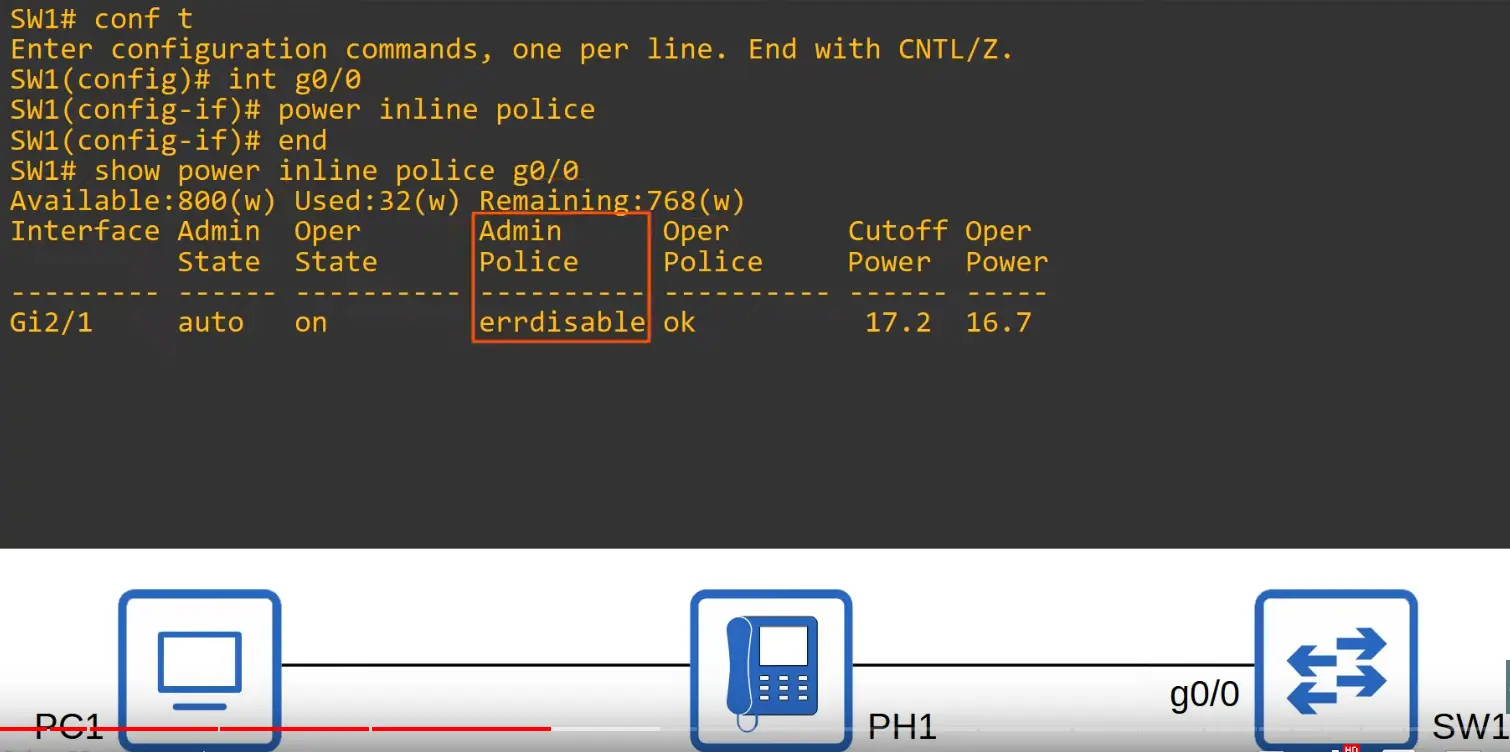 SW1# conf t
Enter configuration commands, one per line. End with CNTL/Z.
SW1(config)# int g0/0
SW1(config-if)# power inline police
SW1(config-if)# end
SW1# show power inline police g0/0
Available:800(w) Used:32(w) Remaining:768(w)
Interface Admin Oper Admin Oper Cutoff Oper
State State Police Police Power Power
--------- ------ ---------- ---------- ---------- ------ -----
Gi2/1 auto on errdisable ok 17.2 16.7
g0/0
PC1 PH1 SW1
HD